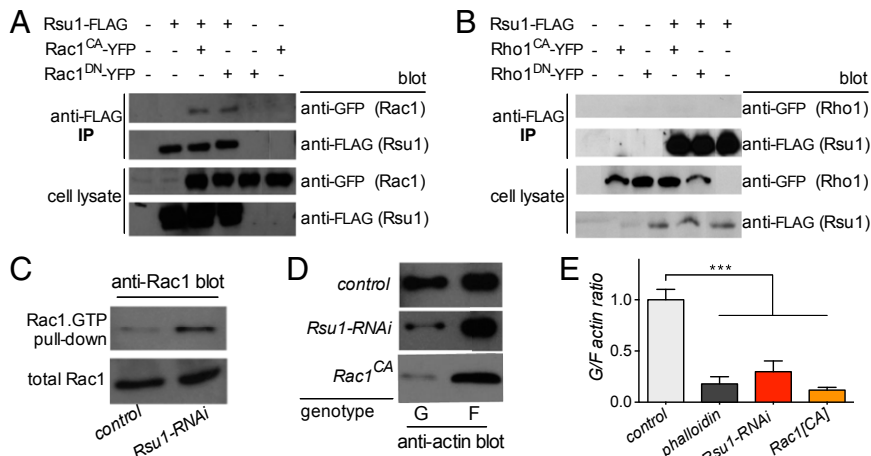 A
Rsu1-FLAG - + + + - -
Rac1CA-YFP - - + - - +
Rac1DN-YFP - - - + + -
blot
anti-FLAG
IP
anti-GFP (Rac1)
anti-FLAG (Rsu1)
cell lysate
anti-GFP (Rac1)
anti-FLAG (Rsu1)
B
Rsu1-FLAG - - - + + +
Rho1CA-YFP - + - + - -
Rho1DN-YFP - - + - + -
blot
anti-FLAG
IP
anti-GFP (Rho1)
anti-FLAG (Rsu1)
cell lysate
anti-GFP (Rho1)
anti-FLAG (Rsu1)
C
anti-Rac1 blot
Rac1.GTP
pull-down
total Rac1
control
Rsu1-RNAi
D
control
Rsu1-RNAi
Rac1CA
genotype G F
anti-actin blot
E
***
G/F actin ratio
1.0
0.5
0.0
control
phalloidin
Rsu1-RNAi
Rac1[CA]